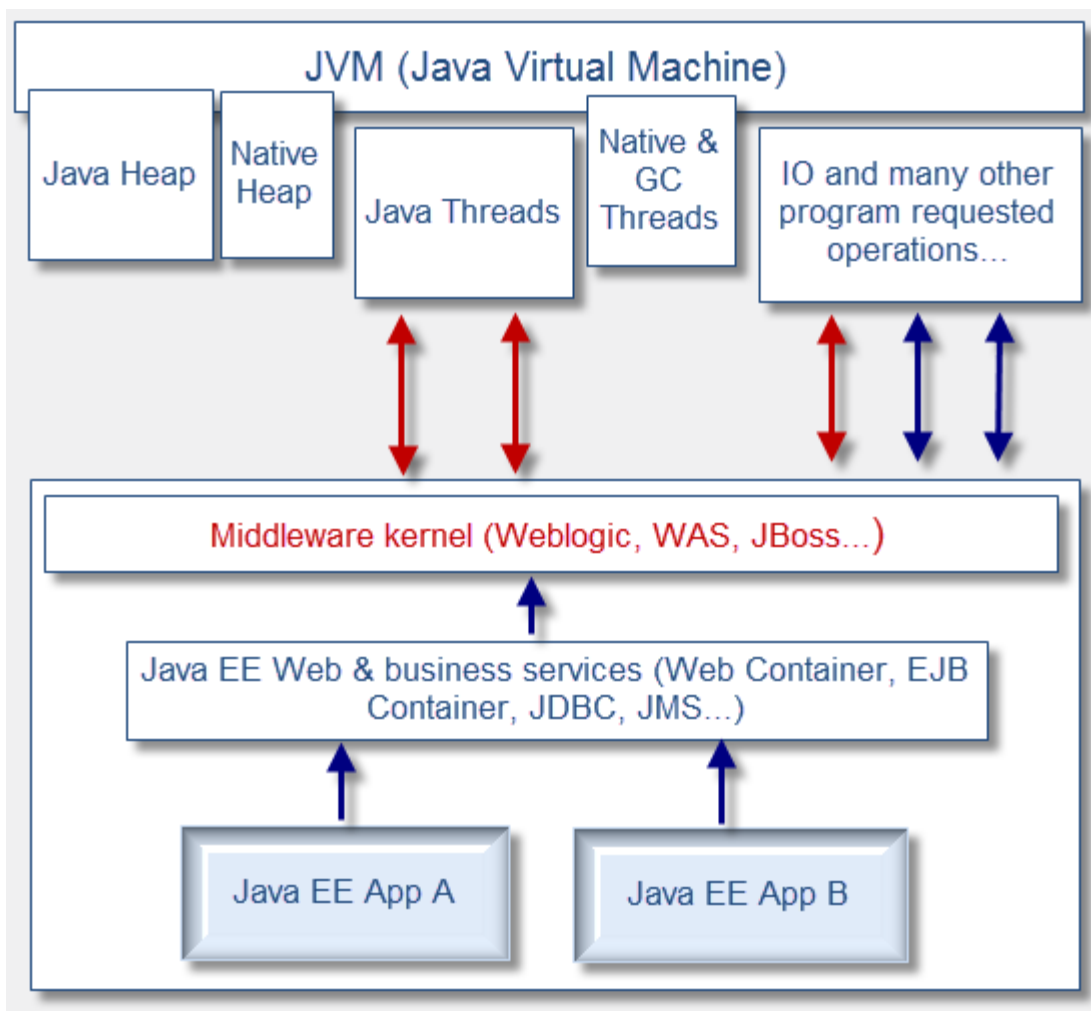 JVM (Java Virtual Machine)
Java Heap
Native
Heap
Java Threads
Native &
GC
Threads
IO and many other
program requested
operations...
Middleware kernel (Weblogic, WAS, JBoss...)
Java EE Web & business services (Web Container, EJB
Container, JDBC, JMS...)
Java EE App A
Java EE App B